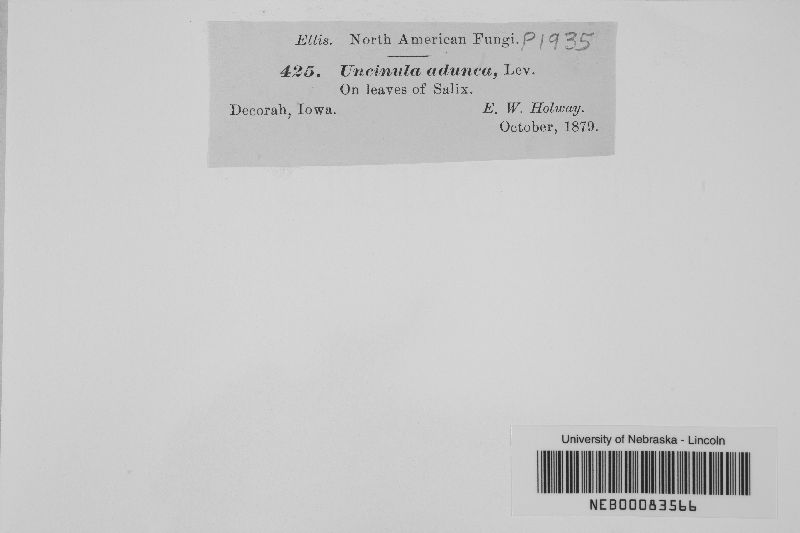 Ellis. North American Fungi. P1935
425. Uncinula adunca, Lev.
On leaves of Salix.
Decorah, Iowa. E. W. Holway.
October, 1879.
University of Nebraska - Lincoln
NEB00083566